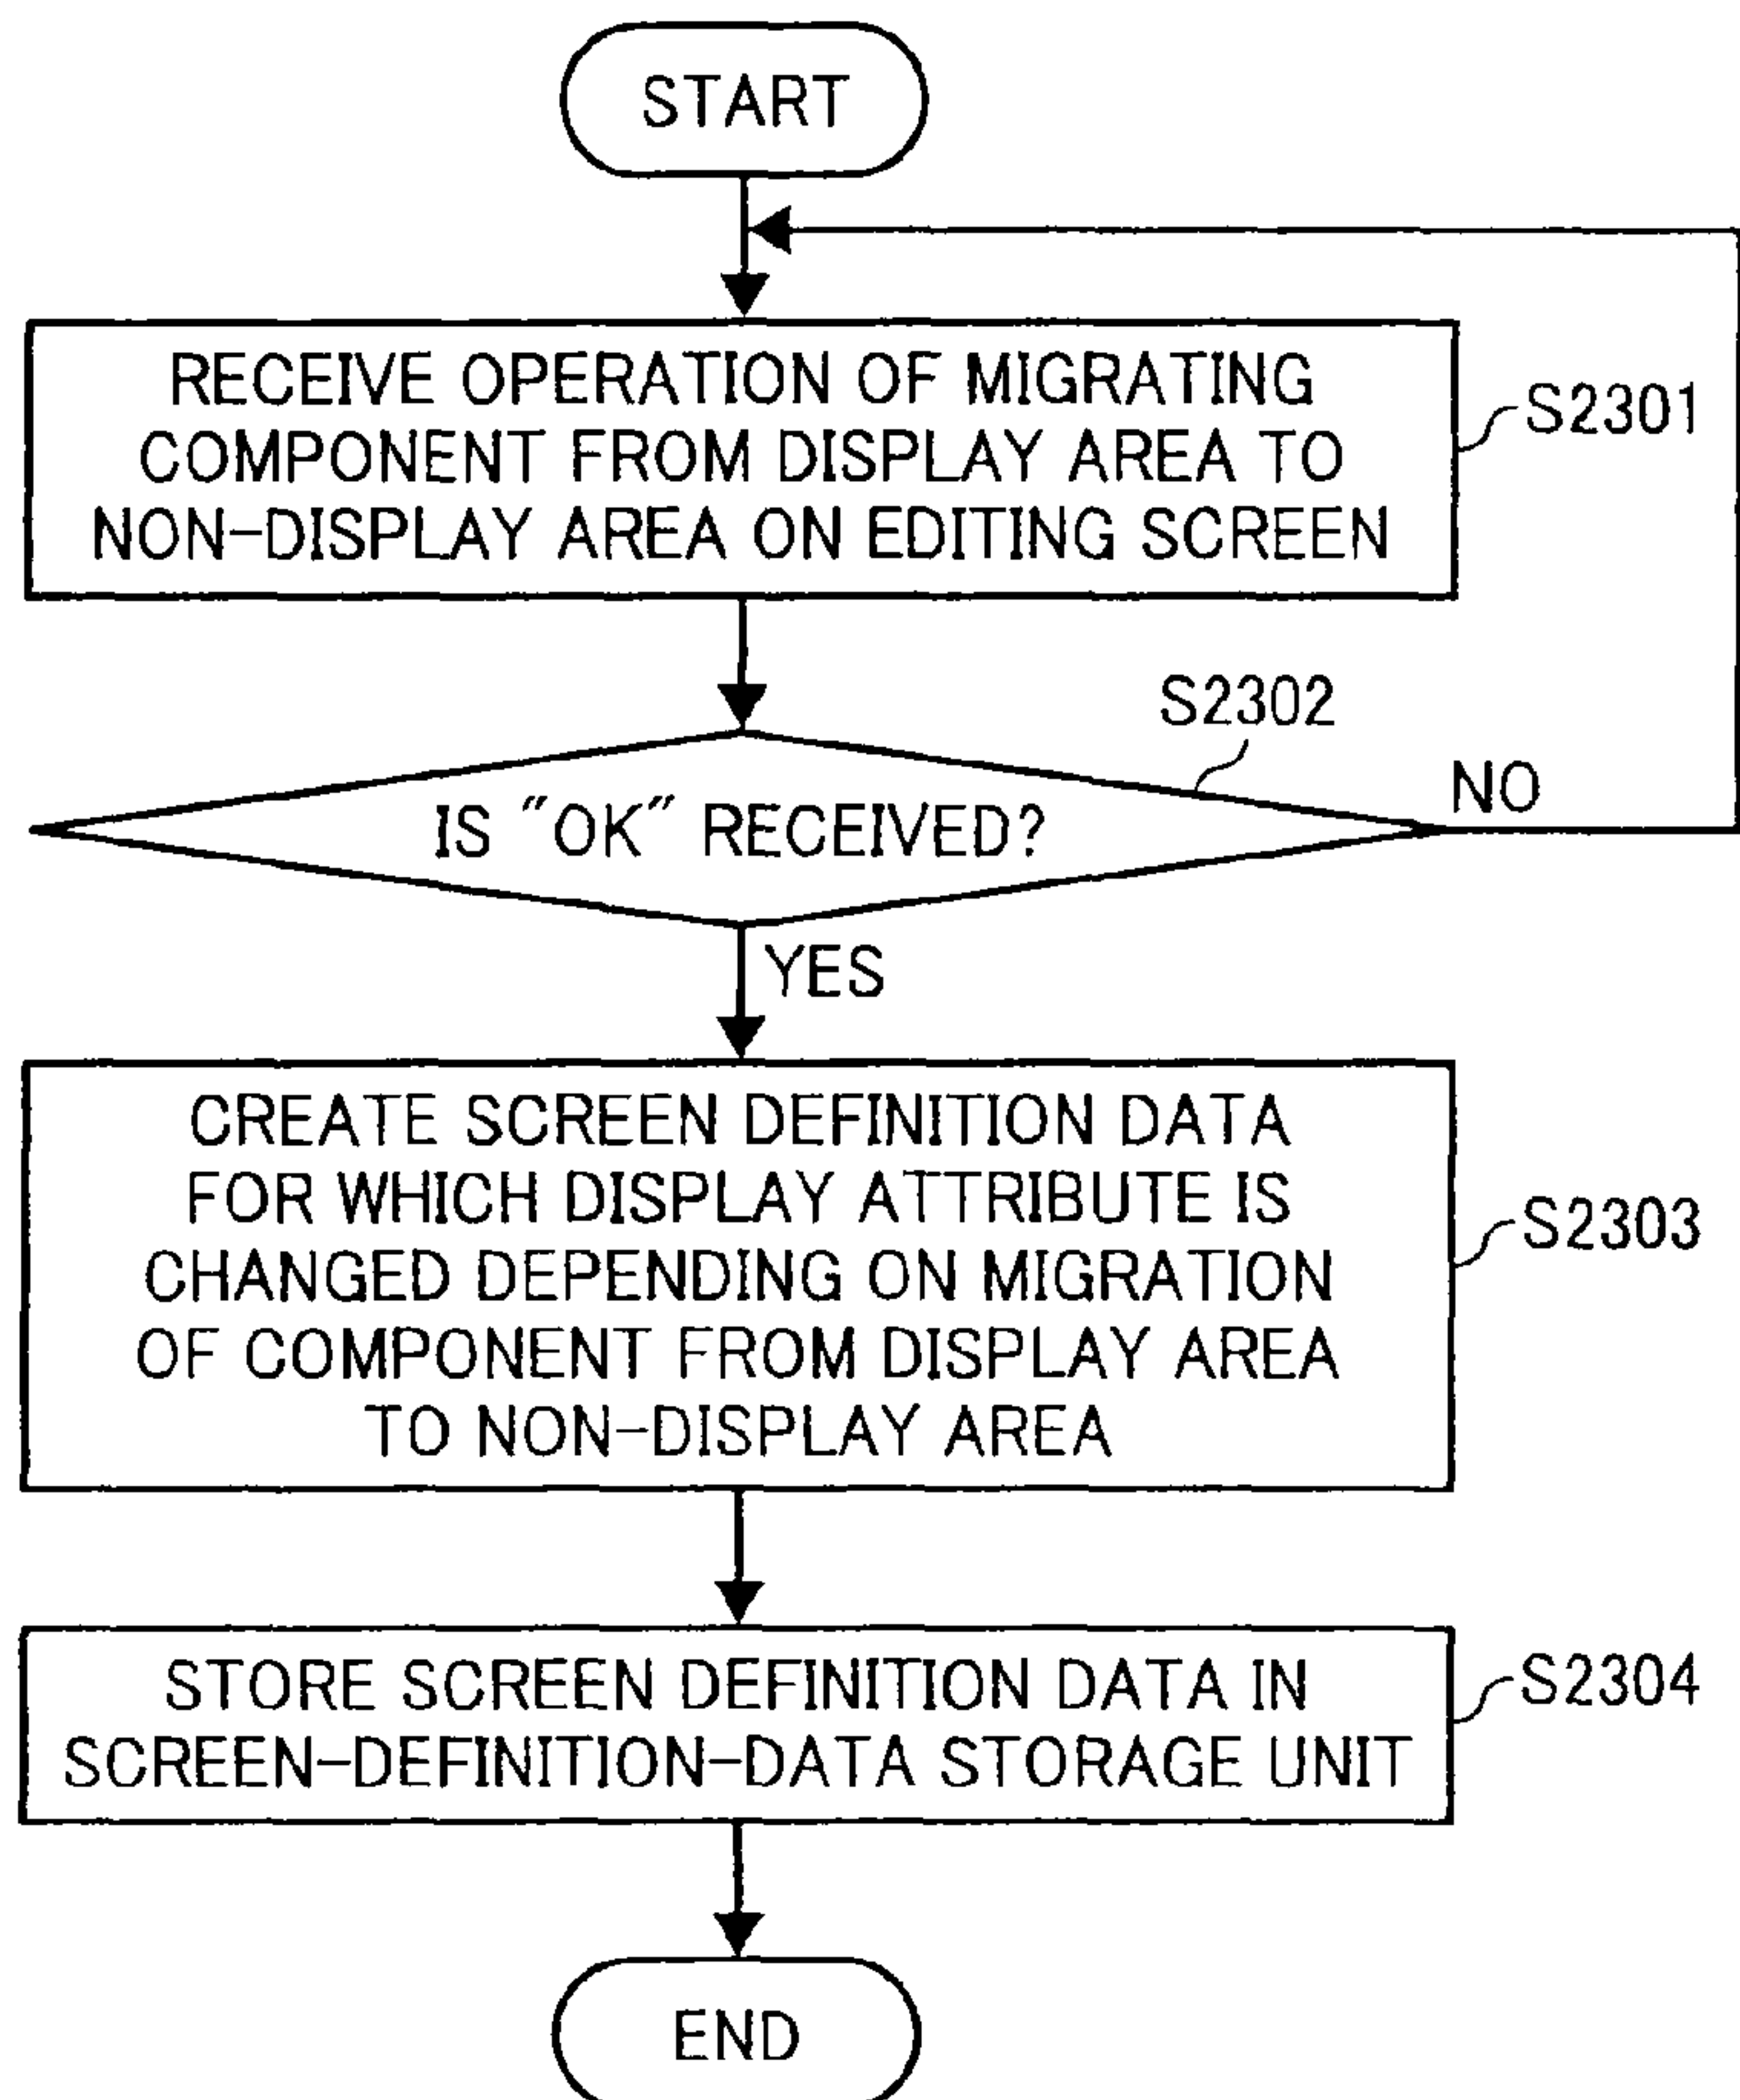 START
RECEIVE OPERATION OF MIGRATING
COMPONENT FROM DISPLAY AREA TO
NON-DISPLAY AREA ON EDITING SCREEN
S2301
S2302
IS "OK" RECEIVED?
NO
YES
CREATE SCREEN DEFINITION DATA
FOR WHICH DISPLAY ATTRIBUTE IS
CHANGED DEPENDING ON MIGRATION
OF COMPONENT FROM DISPLAY AREA
TO NON-DISPLAY AREA
S2303
STORE SCREEN DEFINITION DATA IN
SCREEN-DEFINITION-DATA STORAGE UNIT
S2304
END